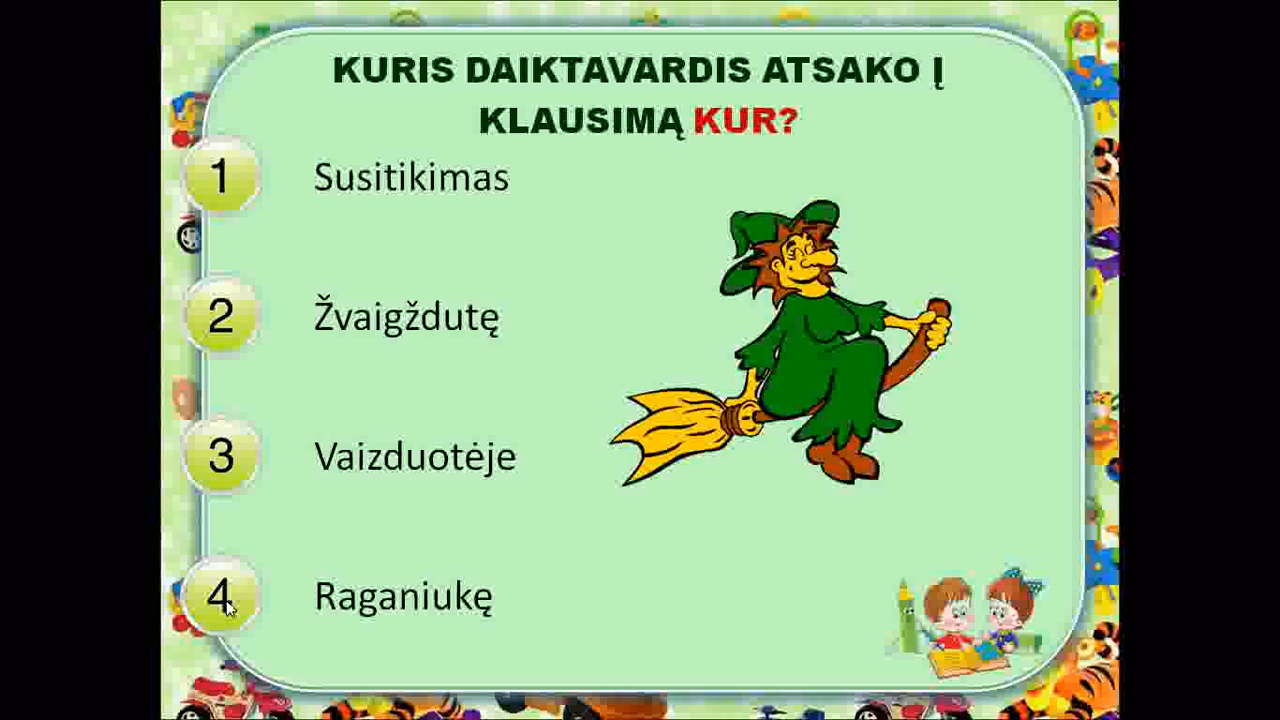 KURIS DAIKTAVARDIS ATSAKO Į
KLAUSIMĄ KUR?
1 Susitikimas
2 Žvaigždutę
3 Vaizduotėje
4 Raganiukę